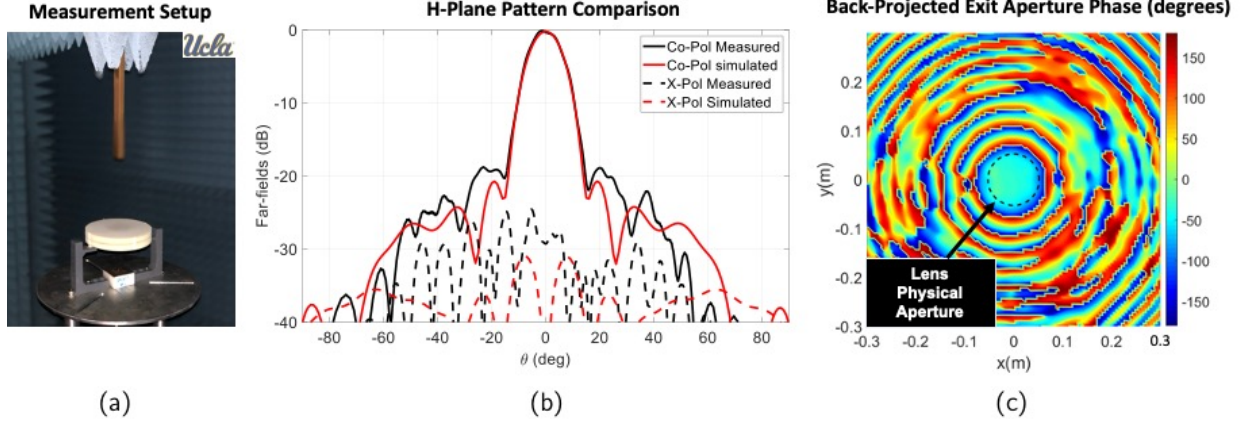 Measurement Setup
Ucla
(a)
H-Plane Pattern Comparison
Co-Pol Measured
Co-Pol simulated
X-Pol Measured
X-Pol Simulated
Far-fields (dB)
0
-10
-20
-30
-40
-80
-60
-40
-20
0
20
40
60
80
θ (deg)
(b)
Back-Projected Exit Aperture Phase (degrees)
y(m)
0.2
0.1
0
-0.1
-0.2
-0.3
-0.3
-0.2
-0.1
0
0.1
0.2
0.3
x(m)
Lens
Physical
Aperture
150
100
50
0
-50
-100
-150
(c)